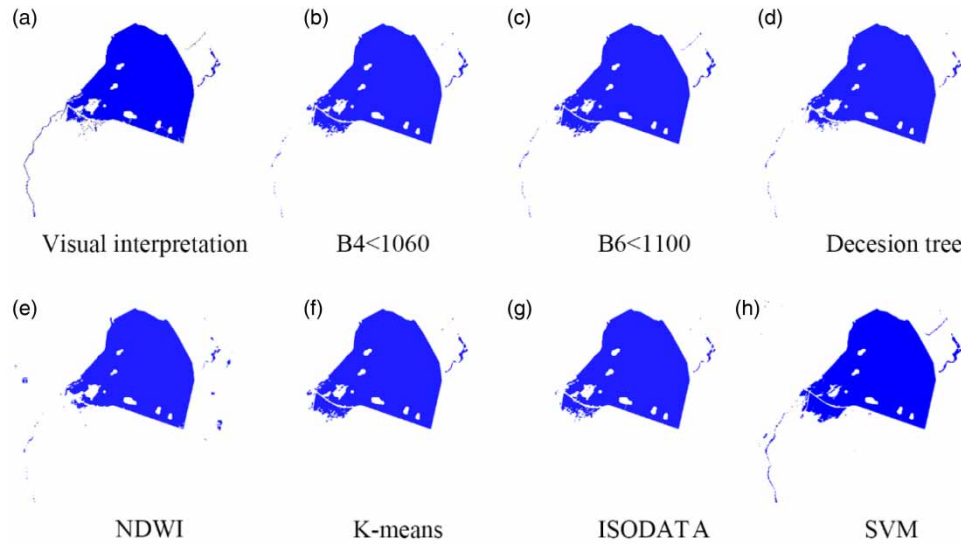 (a) (b) (c) (d)
Visual interpretation B4<1060 B6<1100 Decesion tree
(e) (f) (g) (h)
NDWI K-means ISODATA SVM